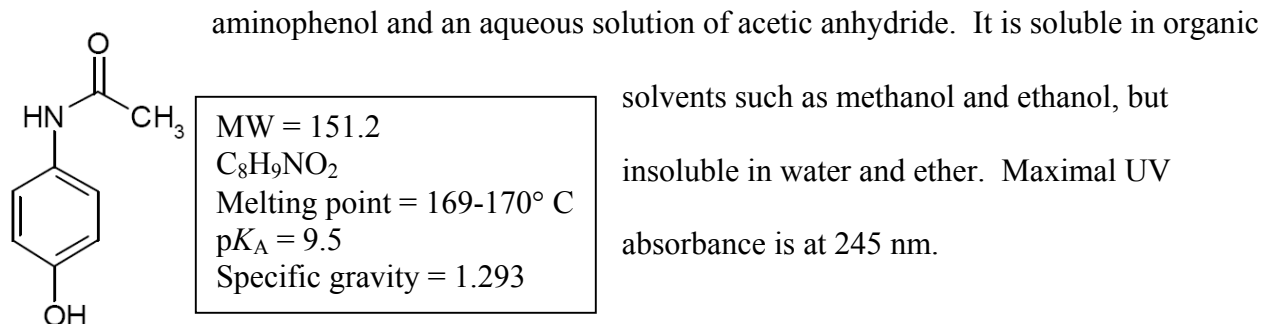 aminophenol and an aqueous solution of acetic anhydride.  It is soluble in organic
O
HN
CH₃
OH
MW = 151.2
C₈H₉NO₂
Melting point = 169-170° C
pK_A = 9.5
Specific gravity = 1.293
solvents such as methanol and ethanol, but
insoluble in water and ether.  Maximal UV
absorbance is at 245 nm.